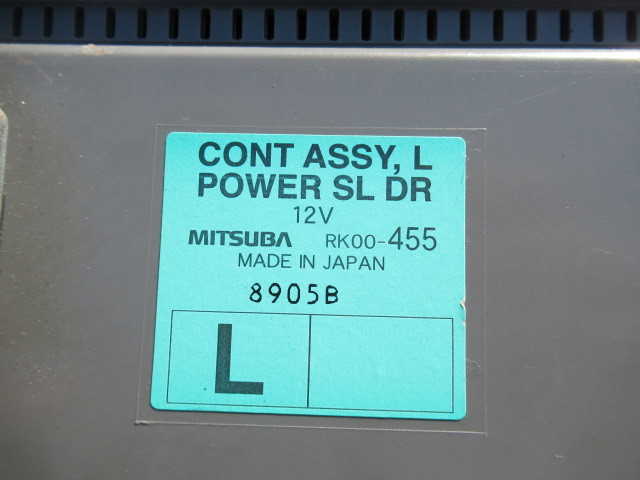 CONT ASSY, L
POWER SL DR
12V
MITSUBA RK00-455
MADE IN JAPAN
8905B
L